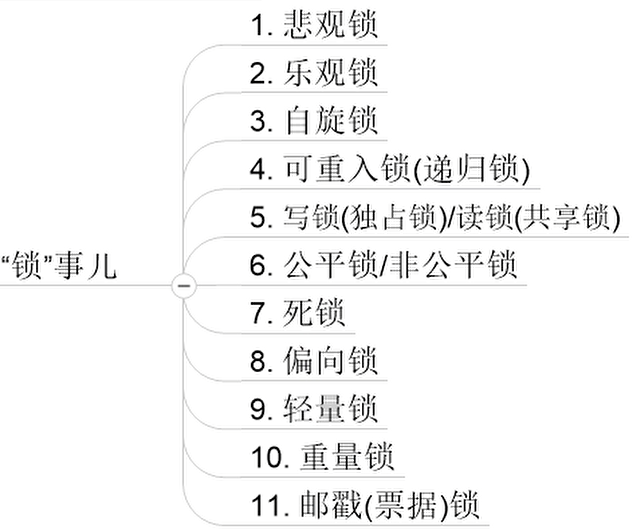 1. 悲观锁
2. 乐观锁
3. 自旋锁
4. 可重入锁(递归锁)
5. 写锁(独占锁)/读锁(共享锁)
“锁”事儿
6. 公平锁/非公平锁
7. 死锁
8. 偏向锁
9. 轻量锁
10. 重量锁
11. 邮戳(票据)锁